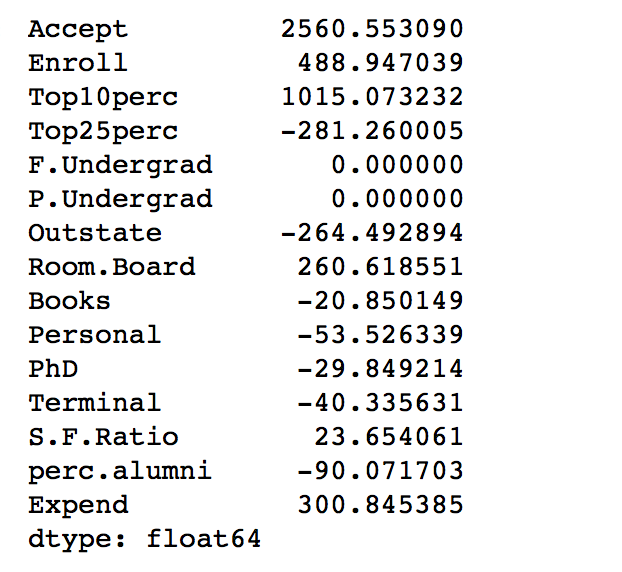 Accept 2560.553090
Enroll 488.947039
Top10perc 1015.073232
Top25perc -281.260005
F.Undergrad 0.000000
P.Undergrad 0.000000
Outstate -264.492894
Room.Board 260.618551
Books -20.850149
Personal -53.526339
PhD -29.849214
Terminal -40.335631
S.F.Ratio 23.654061
perc.alumni -90.071703
Expend 300.845385
dtype: float64